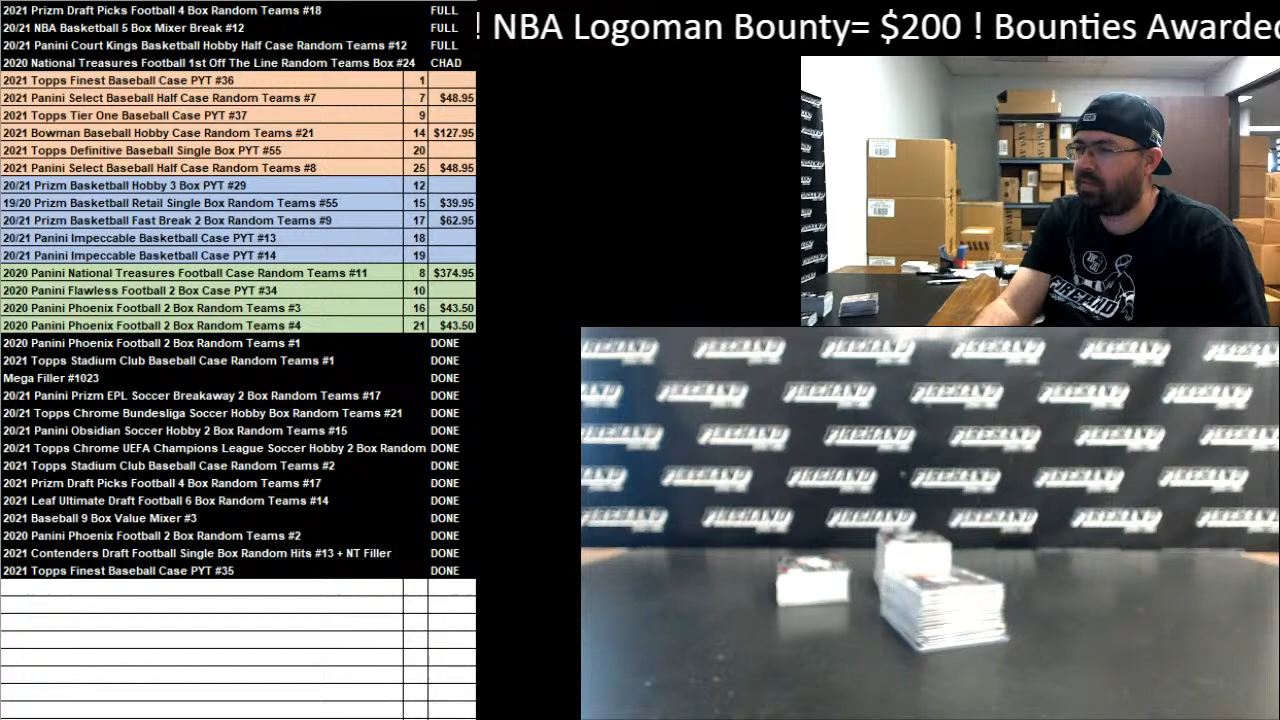 2021 Prizm Draft Picks Football 4 Box Random Teams #18 FULL
20/21 NBA Basketball 5 Box Mixer Break #12 FULL
20/21 Panini Court Kings Basketball Hobby Half Case Random Teams #12 FULL
2020 National Treasures Football 1st Off The Line Random Teams Box #24 CHAD
2021 Topps Finest Baseball Case PYT #36 1
2021 Panini Select Baseball Half Case Random Teams #7 7 $48.95
2021 Topps Tier One Baseball Case PYT #37 9
2021 Bowman Baseball Hobby Case Random Teams #21 14 $127.95
2021 Topps Definitive Baseball Single Box PYT #55 20
2021 Panini Select Baseball Half Case Random Teams #8 25 $48.95
20/21 Prizm Basketball Hobby 3 Box PYT #29 12
19/20 Prizm Basketball Retail Single Box Random Teams #55 15 $39.95
20/21 Prizm Basketball Fast Break 2 Box Random Teams #9 17 $62.95
20/21 Panini Impeccable Basketball Case PYT #13 18
20/21 Panini Impeccable Basketball Case PYT #14 19
2020 Panini National Treasures Football Case Random Teams #11 8 $374.95
2020 Panini Flawless Football 2 Box Case PYT #34 10
2020 Panini Phoenix Football 2 Box Random Teams #3 16 $43.50
2020 Panini Phoenix Football 2 Box Random Teams #4 21 $43.50
2020 Panini Phoenix Football 2 Box Random Teams #1 DONE
2021 Topps Stadium Club Baseball Case Random Teams #1 DONE
Mega Filler #1023 DONE
20/21 Panini Prizm EPL Soccer Breakaway 2 Box Random Teams #17 DONE
20/21 Topps Chrome Bundesliga Soccer Hobby Box Random Teams #21 DONE
20/21 Panini Obsidian Soccer Hobby 2 Box Random Teams #15 DONE
20/21 Topps Chrome UEFA Champions League Soccer Hobby 2 Box Random DONE
2021 Topps Stadium Club Baseball Case Random Teams #2 DONE
2021 Prizm Draft Picks Football 4 Box Random Teams #17 DONE
2021 Leaf Ultimate Draft Football 6 Box Random Teams #14 DONE
2021 Baseball 9 Box Value Mixer #3 DONE
2020 Panini Phoenix Football 2 Box Random Teams #2 DONE
2021 Contenders Draft Football Single Box Random Hits #13 + NT Filler DONE
2021 Topps Finest Baseball Case PYT #35 DONE
! NBA Logoman Bounty= $200 ! Bounties Awarded
FIREHAND